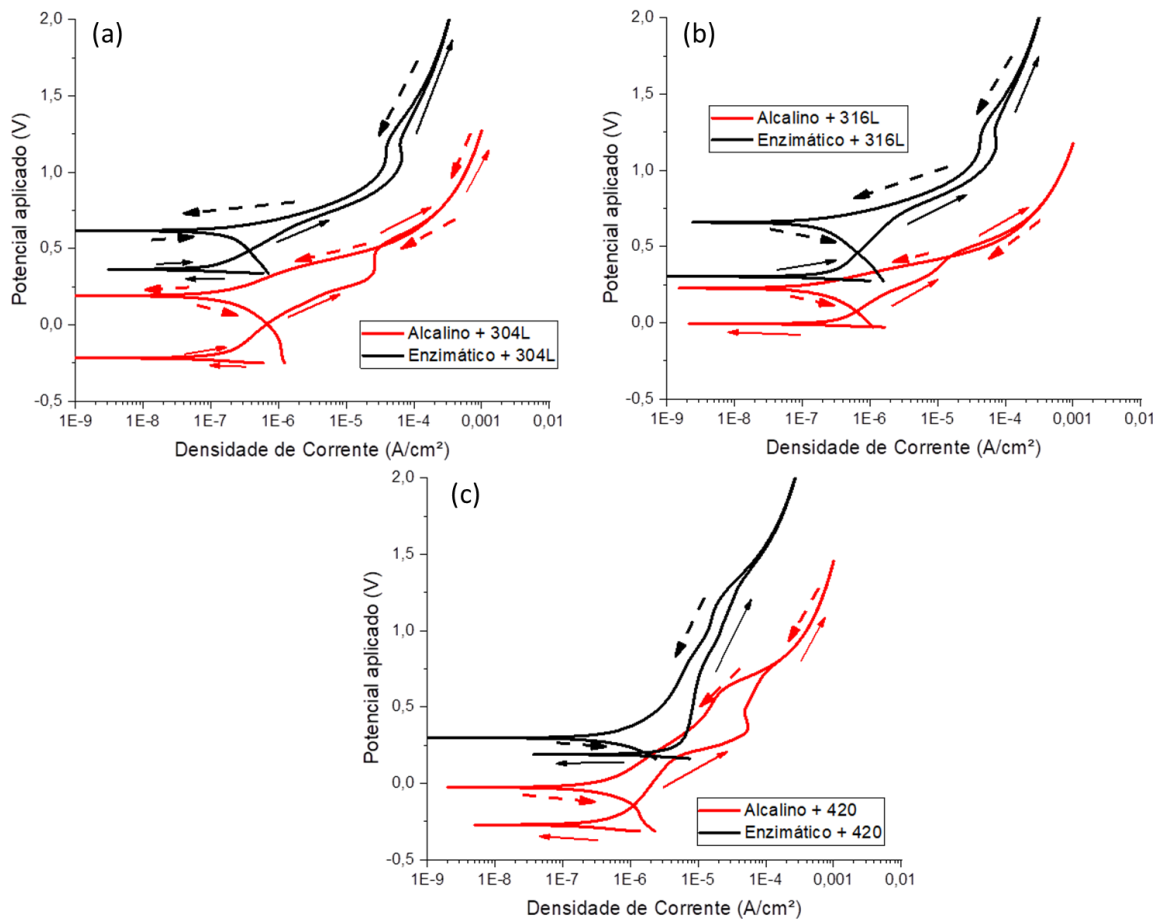 (a)
Potencial aplicado (V)
2,0
1,5
1,0
0,5
0,0
-0,5
Alcalino + 304L
Enzimático + 304L
1E-9 1E-8 1E-7 1E-6 1E-5 1E-4 0,001 0,01
Densidade de Corrente (A/cm²)
(b)
Potencial aplicado (V)
2,0
1,5
1,0
0,5
0,0
-0,5
Alcalino + 316L
Enzimático + 316L
1E-9 1E-8 1E-7 1E-6 1E-5 1E-4 0,001 0,01
Densidade de Corrente (A/cm²)
(c)
Potencial aplicado (V)
2,0
1,5
1,0
0,5
0,0
-0,5
Alcalino + 420
Enzimático + 420
1E-9 1E-8 1E-7 1E-6 1E-5 1E-4 0,001 0,01
Densidade de Corrente (A/cm²)